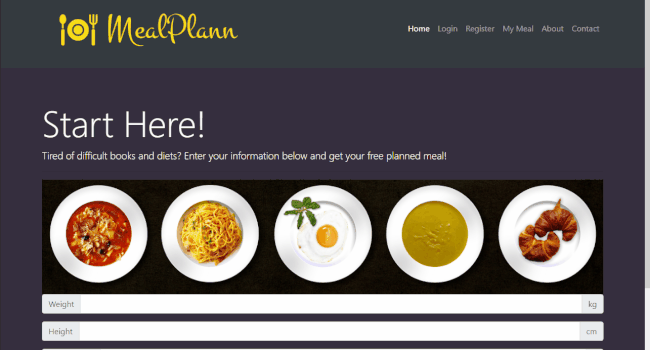 MealPlann
Home Login Register My Meal About Contact
Start Here!
Tired of difficult books and diets? Enter your information below and get your free planned meal!
Weight kg
Height cm